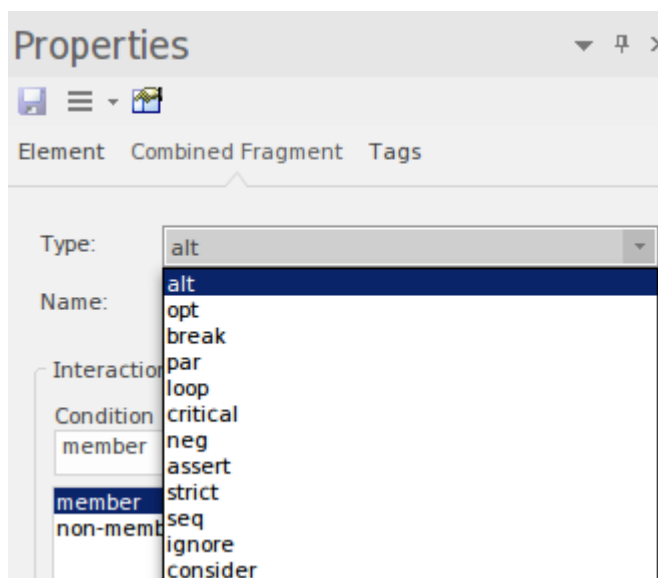 Properties
Element Combined Fragment Tags
Type: alt
alt
Name:
opt
break
par
Interaction
loop
Condition
critical
member
neg
assert
member
strict
non-memb
seq
ignore
consider